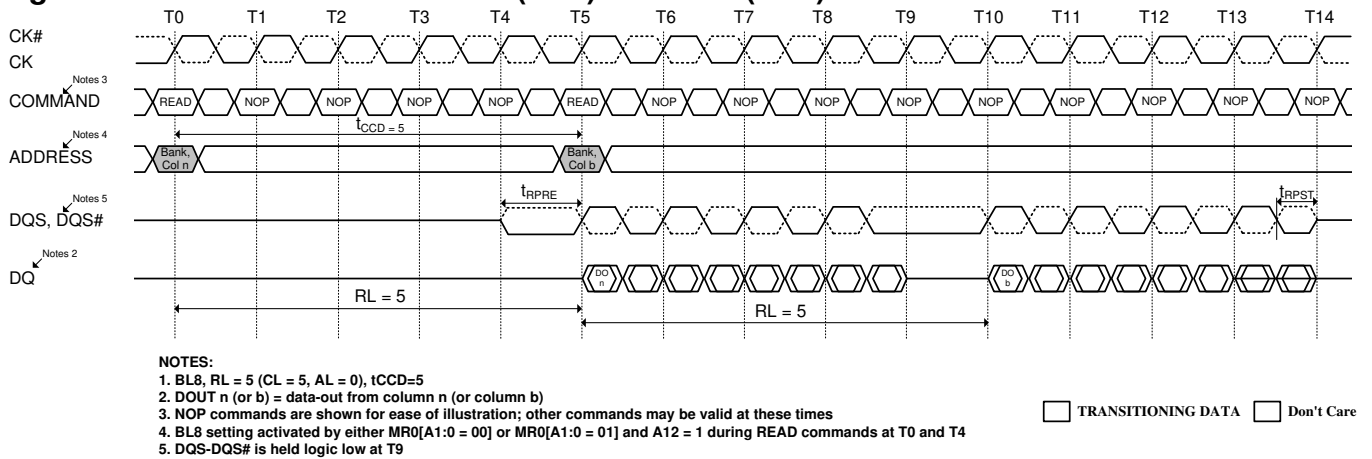 T0 T1 T2 T3 T4 T5 T6 T7 T8 T9 T10 T11 T12 T13 T14
CK#
CK
Notes 3
COMMAND READ NOP NOP NOP NOP READ NOP NOP NOP NOP NOP NOP NOP NOP NOP
tCCD = 5
Notes 4
ADDRESS Bank, Col n Bank, Col b
tRPRE tRPST
Notes 5
DQS, DQS#
Notes 2
DQ DO n DO b
RL = 5 RL = 5
NOTES:
1. BL8, RL = 5 (CL = 5, AL = 0), tCCD=5
2. DOUT n (or b) = data-out from column n (or column b)
3. NOP commands are shown for ease of illustration; other commands may be valid at these times
4. BL8 setting activated by either MR0[A1:0 = 00] or MR0[A1:0 = 01] and A12 = 1 during READ commands at T0 and T4
5. DQS-DQS# is held logic low at T9
TRANSITIONING DATA Don't Care